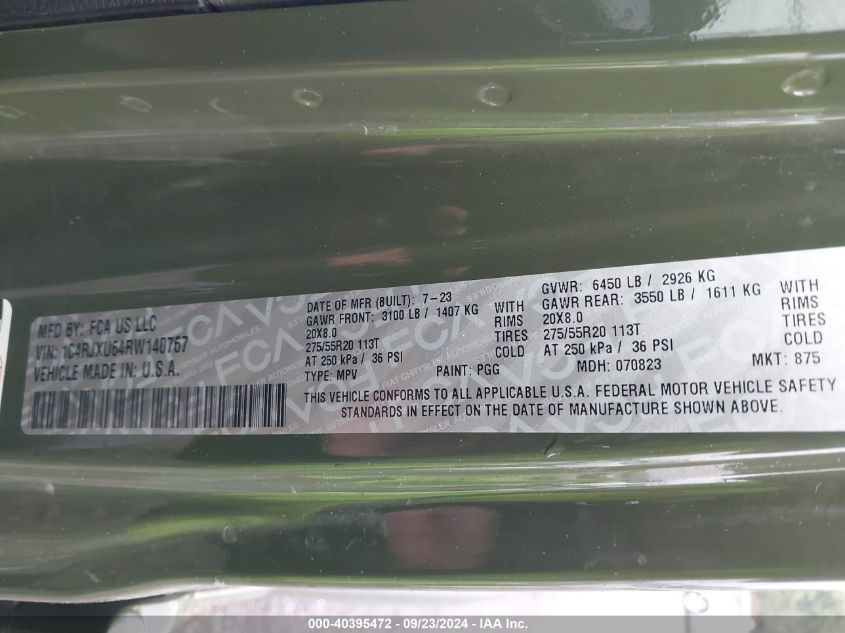 MFD BY: FCA US LLC
VIN: 1C4RJXU64RW140757
VEHICLE MADE IN: U.S.A.
DATE OF MFR (BUILT): 7-23
GAWR FRONT: 3100 LB / 1407 KG WITH
20X8.0 RIMS
275/55R20 113T TIRES
AT 250 kPa / 36 PSI COLD
TYPE: MPV PAINT: PGG
GVWR: 6450 LB / 2926 KG
GAWR REAR: 3550 LB / 1611 KG WITH
20X8.0 RIMS
275/55R20 113T TIRES
AT 250 kPa / 36 PSI COLD
MDH: 070823 MKT: 875
THIS VEHICLE CONFORMS TO ALL APPLICABLE U.S.A. FEDERAL MOTOR VEHICLE SAFETY
STANDARDS IN EFFECT ON THE DATE OF MANUFACTURE SHOWN ABOVE.
000-40395472 - 09/23/2024 - IAA Inc.